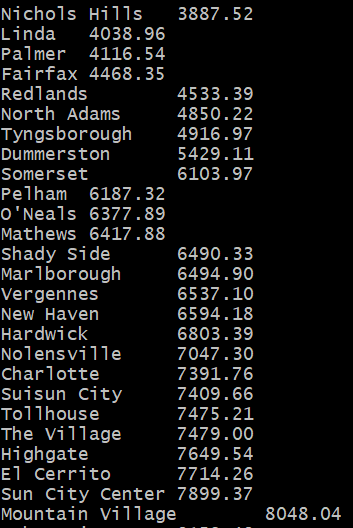 Nichols Hills 3887.52
Linda 4038.96
Palmer 4116.54
Fairfax 4468.35
Redlands 4533.39
North Adams 4850.22
Tyngsborough 4916.97
Dummerston 5429.11
Somerset 6103.97
Pelham 6187.32
O'Neals 6377.89
Mathews 6417.88
Shady Side 6490.33
Marlborough 6494.90
Vergennes 6537.10
New Haven 6594.18
Hardwick 6803.39
Nolensville 7047.30
Charlotte 7391.76
Suisun City 7409.66
Tollhouse 7475.21
The Village 7479.00
Highgate 7649.54
El Cerrito 7714.26
Sun City Center 7899.37
Mountain Village 8048.04